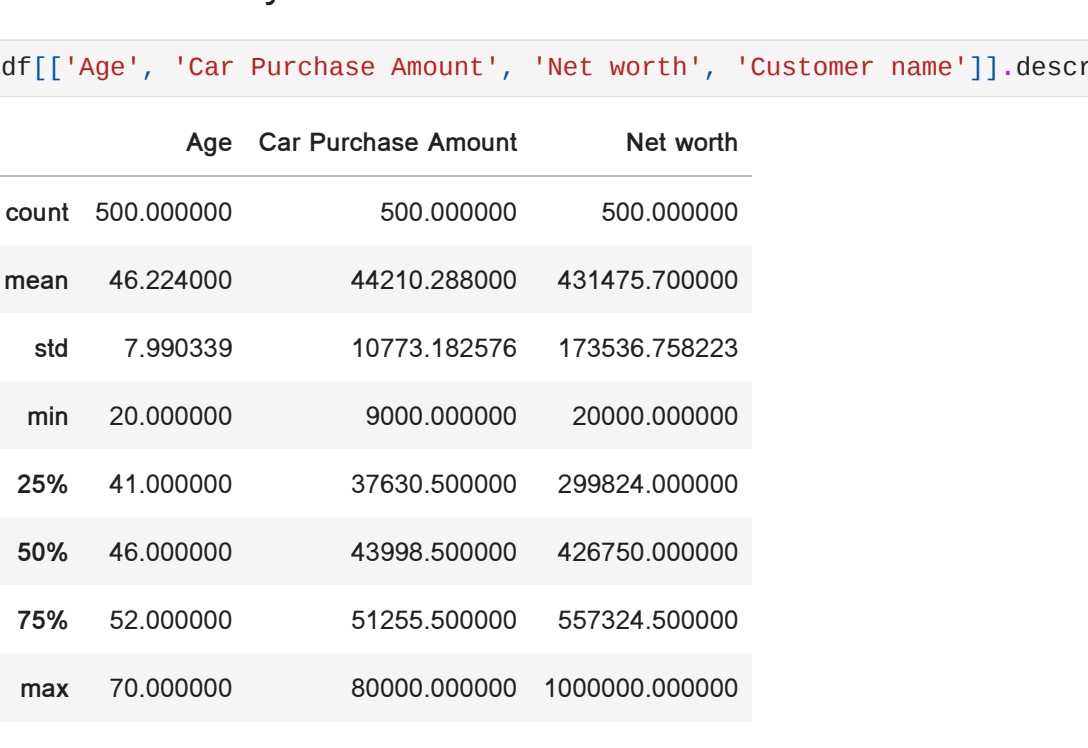 df[['Age', 'Car Purchase Amount', 'Net worth', 'Customer name']].descr
Age Car Purchase Amount Net worth
count 500.000000 500.000000 500.000000
mean 46.224000 44210.288000 431475.700000
std 7.990339 10773.182576 173536.758223
min 20.000000 9000.000000 20000.000000
25% 41.000000 37630.500000 299824.000000
50% 46.000000 43998.500000 426750.000000
75% 52.000000 51255.500000 557324.500000
max 70.000000 80000.000000 1000000.000000